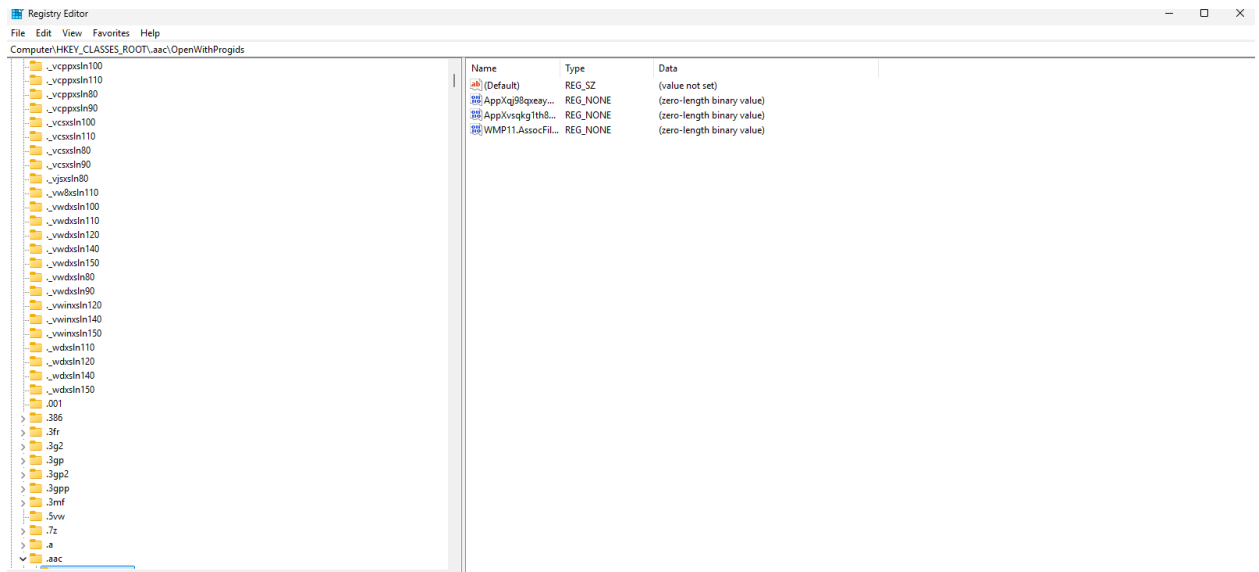 Registry Editor
File Edit View Favorites Help
Computer\HKEY_CLASSES_ROOT\.aac\OpenWithProgids
._vcppxsln100
._vcppxsln110
._vcppxsln80
._vcppxsln90
._vcsxsln100
._vcsxsln110
._vcsxsln80
._vcsxsln90
._vjsxsln80
._vw8xsln110
._vwdxsln100
._vwdxsln110
._vwdxsln120
._vwdxsln140
._vwdxsln150
._vwdxsln80
._vwdxsln90
._vwinxsln120
._vwinxsln140
._vwinxsln150
._wdxsln110
._wdxsln120
._wdxsln140
._wdxsln150
.001
.386
.3fr
.3g2
.3gp
.3gp2
.3gpp
.3mf
.5vw
.7z
.a
.aac
Name Type Data
(Default) REG_SZ (value not set)
AppXqj98qxeay... REG_NONE (zero-length binary value)
AppXvsqkg1th8... REG_NONE (zero-length binary value)
WMP11.AssocFil... REG_NONE (zero-length binary value)